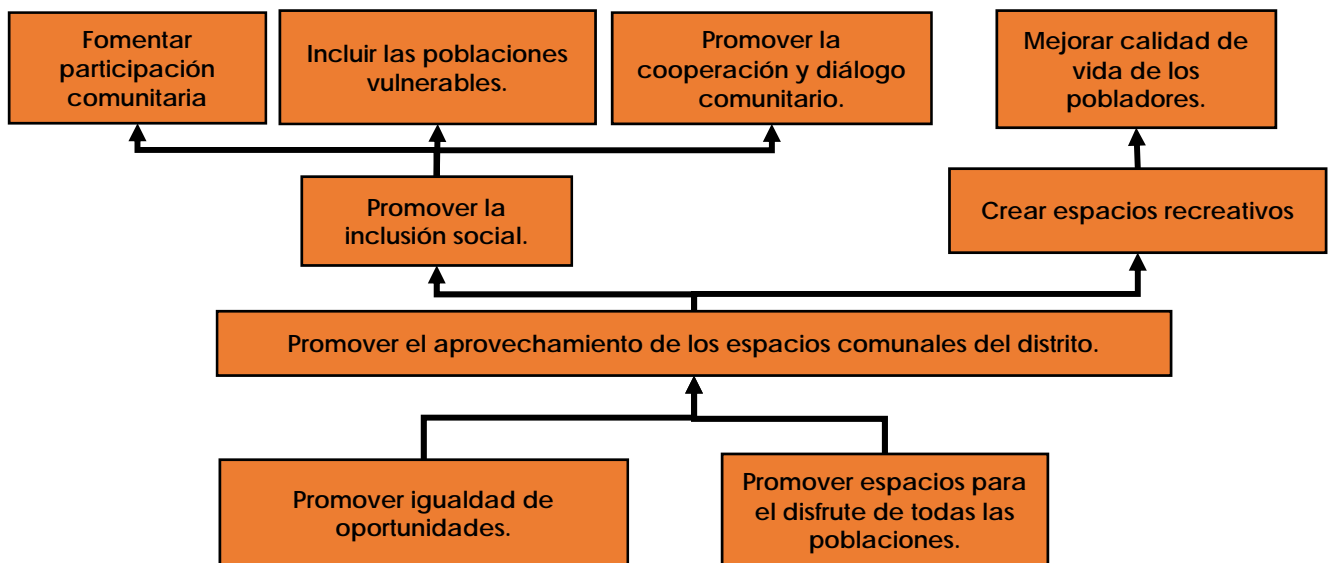 Fomentar
participación
comunitaria
Incluir las poblaciones
vulnerables.
Promover la
cooperación y diálogo
comunitario.
Mejorar calidad de
vida de los
pobladores.
Promover la
inclusión social.
Crear espacios recreativos
Promover el aprovechamiento de los espacios comunales del distrito.
Promover igualdad de
oportunidades.
Promover espacios para
el disfrute de todas las
poblaciones.